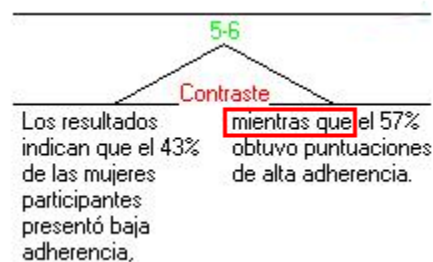 5-6
Contraste
Los resultados
indican que el 43%
de las mujeres
participantes
presentó baja
adherencia,
mientras que el 57%
obtuvo puntuaciones
de alta adherencia.